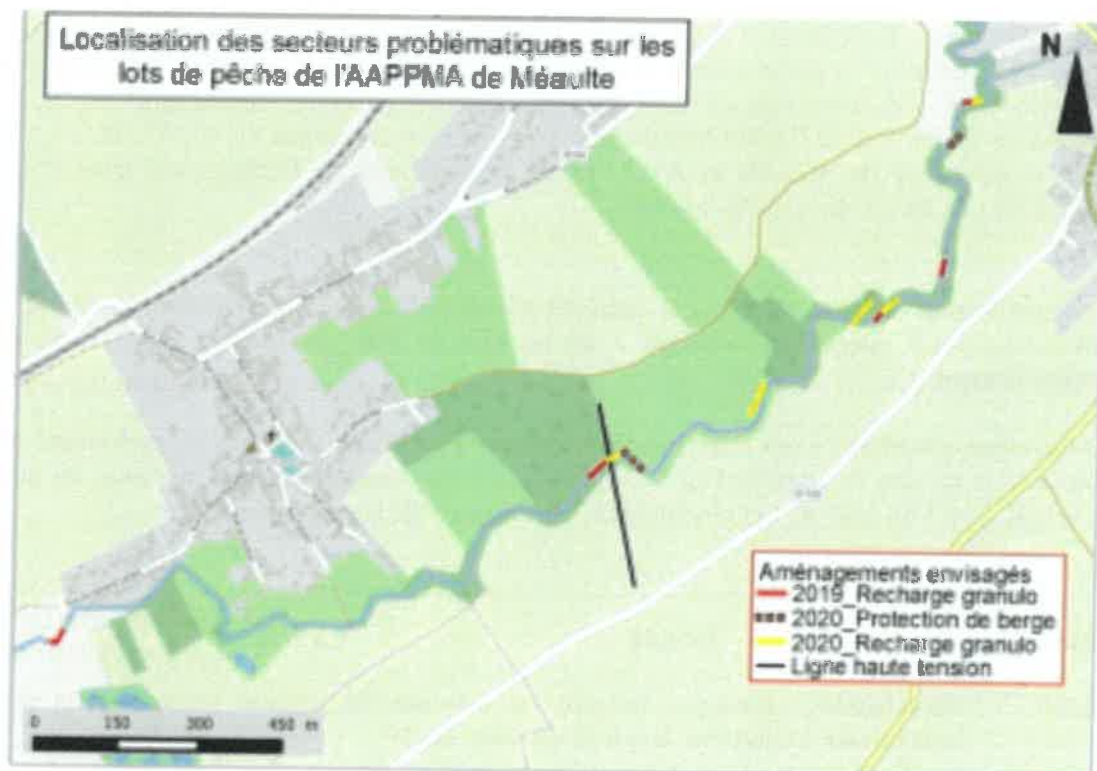 Localisation des secteurs problématiques sur les
lots de pêche de l'AAPPMA de Méaulte
N
Aménagements envisagés
2019_Recharge granulo
2020_Protection de berge
2020_Recharge granulo
Ligne haute tension
0 150 300 450 m